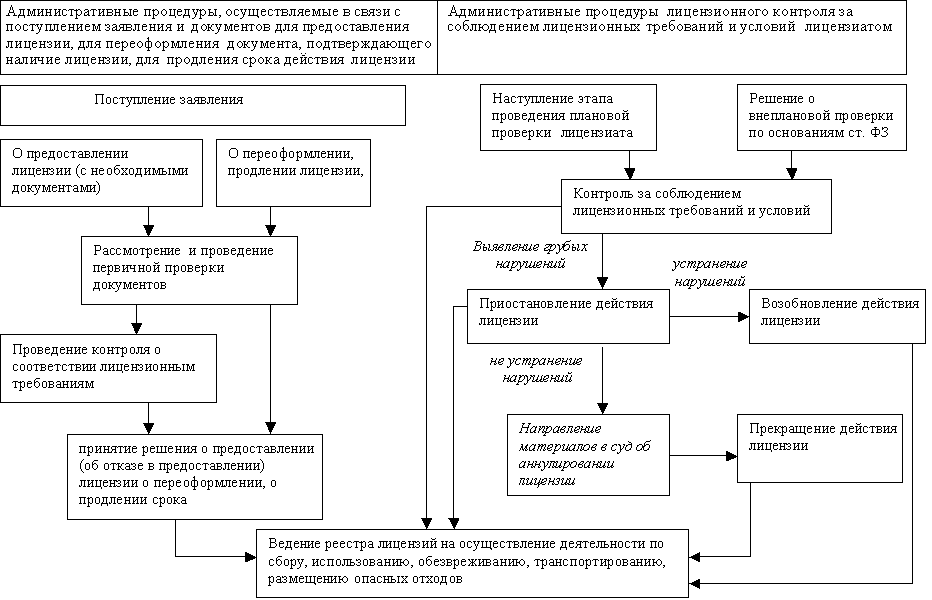 Административные процедуры, осуществляемые в связи с
поступлением заявления и документов для предоставления
лицензии, для переоформления документа, подтверждающего
наличие лицензии, для продления срока действия лицензии
Административные процедуры лицензионного контроля за
соблюдением лицензионных требований и условий лицензиатом
Поступление заявления
О предоставлении
лицензии (с необходимыми
документами)
О переоформлении,
продлении лицензии,
Рассмотрение и проведение
первичной проверки
документов
Проведение контроля о
соответствии лицензионным
требованиям
принятие решения о предоставлении
(об отказе в предоставлении)
лицензии о переоформлении, о
продлении срока
Наступление этапа
проведения плановой
проверки лицензиата
Решение о
внеплановой проверки
по основаниям ст. ФЗ
Контроль за соблюдением
лицензионных требований и условий
Выявление грубых
нарушений
устранение
нарушений
Приостановление действия
лицензии
Возобновление действия
лицензии
не устранение
нарушений
Направление
материалов в суд об
аннулировании
лицензии
Прекращение действия
лицензии
Ведение реестра лицензий на осуществление деятельности по
сбору, использованию, обезвреживанию, транспортированию,
размещению опасных отходов